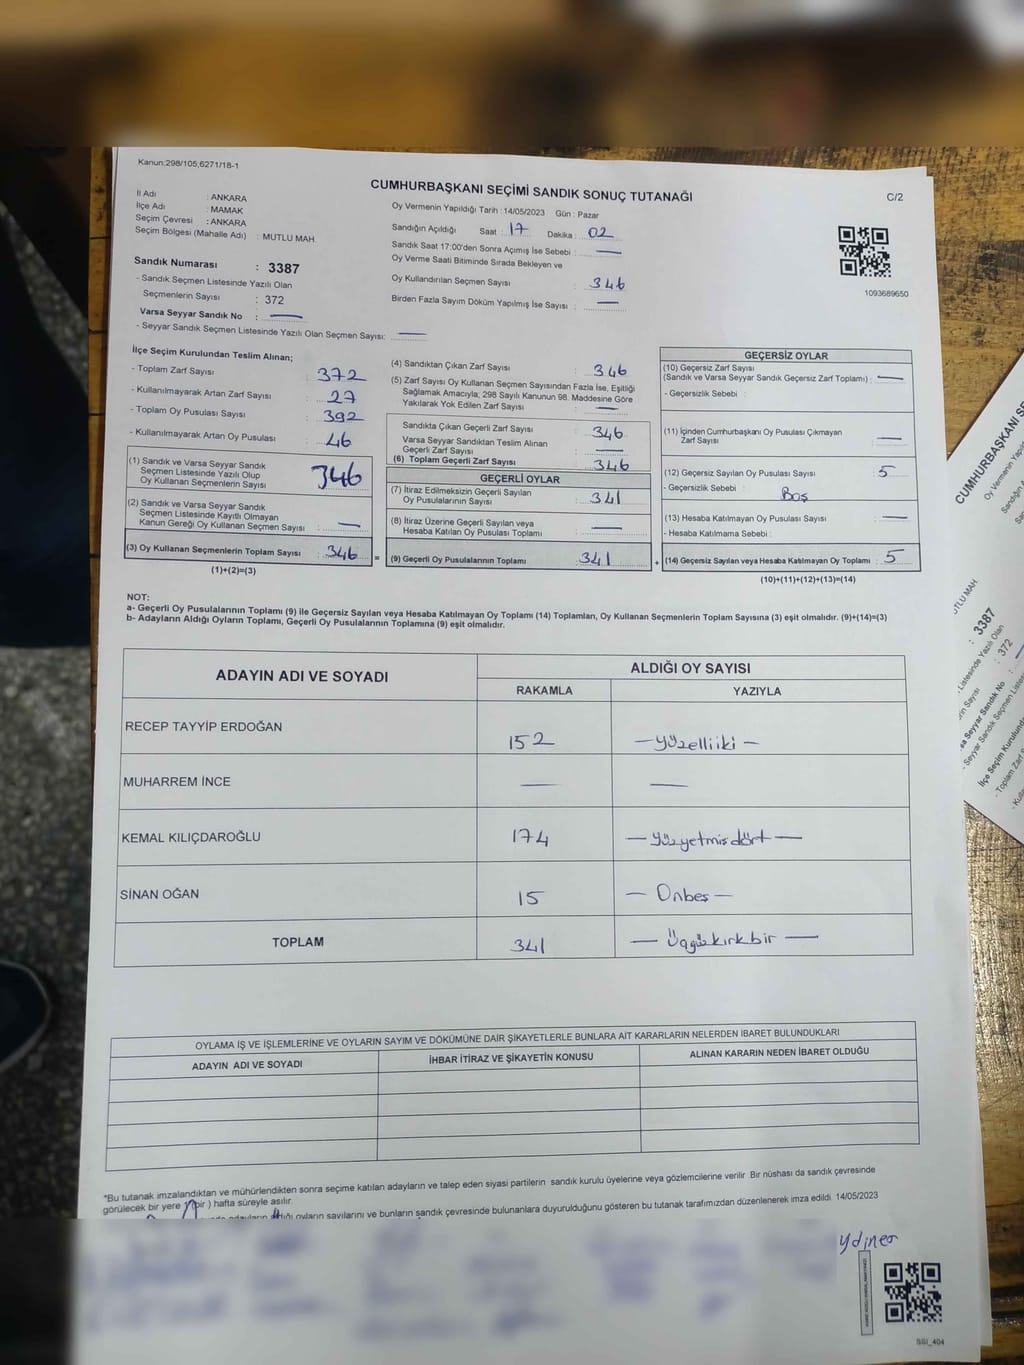 Kanun:298/105;6271/18-1
CUMHURBAŞKANI SEÇİMİ SANDIK SONUÇ TUTANAĞI
C/2
İl Adı : ANKARA
İlçe Adı : MAMAK
Seçim Çevresi : ANKARA
Seçim Bölgesi (Mahalle Adı) : MUTLU MAH.
Sandık Numarası : 3387
- Sandık Seçmen Listesinde Yazılı Olan
Seçmenlerin Sayısı : 372
Varsa Seyyar Sandık No : —
- Seyyar Sandık Seçmen Listesinde Yazılı Olan Seçmen Sayısı: —
Oy Vermenin Yapıldığı Tarih : 14/05/2023 Gün : Pazar
Sandığın Açıldığı Saat : 17 Dakika : 02
Sandık Saat 17:00'den Sonra Açımış İse Sebebi : —
Oy Verme Saati Bitiminde Sırada Bekleyen ve
Oy Kullandırılan Seçmen Sayısı : 346
Birden Fazla Sayım Döküm Yapılmış İse Sayısı : —
1093689650
İlçe Seçim Kurulundan Teslim Alınan;
- Toplam Zarf Sayısı : 372
- Kullanılmayarak Artan Zarf Sayısı : 27
- Toplam Oy Pusulası Sayısı : 392
- Kullanılmayarak Artan Oy Pusulası : 46
(1) Sandık ve Varsa Seyyar Sandık
Seçmen Listesinde Yazılı Olup
Oy Kullanan Seçmenlerin Sayısı : 346
(2) Sandık ve Varsa Seyyar Sandık
Seçmen Listesinde Kayıtlı Olmayan
Kanun Gereği Oy Kullanan Seçmen Sayısı : —
(3) Oy Kullanan Seçmenlerin Toplam Sayısı : 346 =
(1)+(2)=(3)
(4) Sandıktan Çıkan Zarf Sayısı : 346
(5) Zarf Sayısı Oy Kullanan Seçmen Sayısından Fazla İse, Eşitliği
Sağlamak Amacıyla; 298 Sayılı Kanunun 98. Maddesine Göre
Yakılarak Yok Edilen Zarf Sayısı : —
Sandıkta Çıkan Geçerli Zarf Sayısı : 346
Varsa Seyyar Sandıktan Teslim Alınan
Geçerli Zarf Sayısı : —
(6) Toplam Geçerli Zarf Sayısı : 346
GEÇERLİ OYLAR
(7) İtiraz Edilmeksizin Geçerli Sayılan
Oy Pusulalarının Sayısı : 341
(8) İtiraz Üzerine Geçerli Sayılan veya
Hesaba Katılan Oy Pusulası Toplamı : —
(9) Geçerli Oy Pusulalarının Toplamı : 341 +
GEÇERSİZ OYLAR
(10) Geçersiz Zarf Sayısı
(Sandık ve Varsa Seyyar Sandık Geçersiz Zarf Toplamı) : —
- Geçersizlik Sebebi :
(11) İçinden Cumhurbaşkanı Oy Pusulası Çıkmayan
Zarf Sayısı : —
(12) Geçersiz Sayılan Oy Pusulası Sayısı : 5
- Geçersizlik Sebebi : Boş
(13) Hesaba Katılmayan Oy Pusulası Sayısı : —
- Hesaba Katılmama Sebebi :
(14) Geçersiz Sayılan veya Hesaba Katılmayan Oy Toplamı : 5
(10)+(11)+(12)+(13)=(14)
NOT:
a- Geçerli Oy Pusulalarının Toplamı (9) ile Geçersiz Sayılan veya Hesaba Katılmayan Oy Toplamı (14) Toplamları, Oy Kullanan Seçmenlerin Toplam Sayısına (3) eşit olmalıdır. (9)+(14)=(3)
b- Adayların Aldığı Oyların Toplamı, Geçerli Oy Pusulalarının Toplamına (9) eşit olmalıdır.
ADAYIN ADI VE SOYADI ALDIĞI OY SAYISI
RAKAMLA YAZIYLA
RECEP TAYYİP ERDOĞAN 152 —yüzelliiki—
MUHARREM İNCE — —
KEMAL KILIÇDAROĞLU 174 —yüzyetmişdört—
SİNAN OĞAN 15 —Onbeş—
TOPLAM 341 —Üçyüzkırkbir—
OYLAMA İŞ VE İŞLEMLERİNE VE OYLARIN SAYIM VE DÖKÜMÜNE DAİR ŞİKAYETLERLE BUNLARA AİT KARARLARIN NELERDEN İBARET BULUNDUKLARI
ADAYIN ADI VE SOYADI İHBAR İTİRAZ VE ŞİKAYETİN KONUSU ALINAN KARARIN NEDEN İBARET OLDUĞU
*Bu tutanak imzalandıktan ve mühürlendikten sonra seçime katılan adayların ve talep eden siyasi partilerin sandık kurulu üyelerine veya gözlemcilerine verilir. Bir nüshası da sandık çevresinde
görülecek bir yere 1 (bir) hafta süreyle asılır.
adayların aldığı oyların sayılarını ve bunların sandık çevresinde bulunanlara duyurulduğunu gösteren bu tutanak tarafımızdan düzenlenerek imza edildi. 14/05/2023
SGI_404
CUMHURBAŞKANI
Oy Vermenin Yapıldığı
Sandığın
MUTLU MAH.
: 3387
Listesinde Yazılı Olan
: 372
Seyyar Sandık No
- Seyyar Sandık Seçmen
İlçe Seçim
- Toplam Zarf